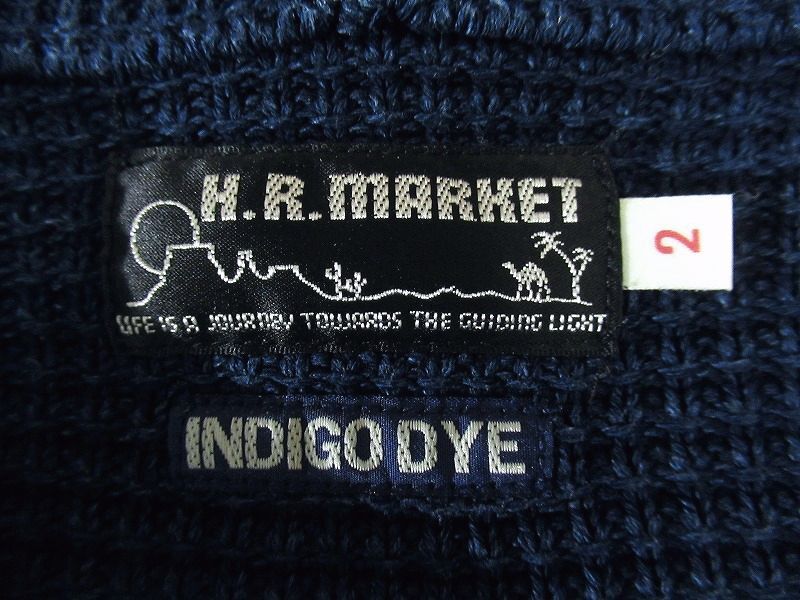 H.R.MARKET
2
LIFE IS A JOURNEY TOWARDS THE GUIDING LIGHT
INDIGO DYE